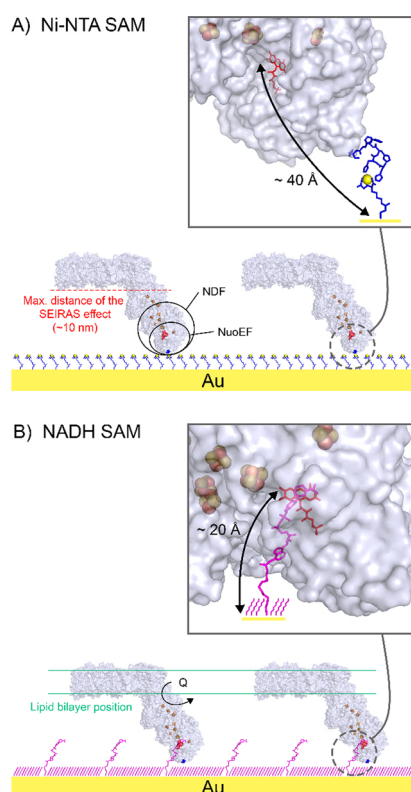 A) Ni-NTA SAM
~ 40 Å
Max. distance of the
SEIRAS effect
(~10 nm)
NDF
NuoEF
Au
B) NADH SAM
~ 20 Å
Q
Lipid bilayer position
Au